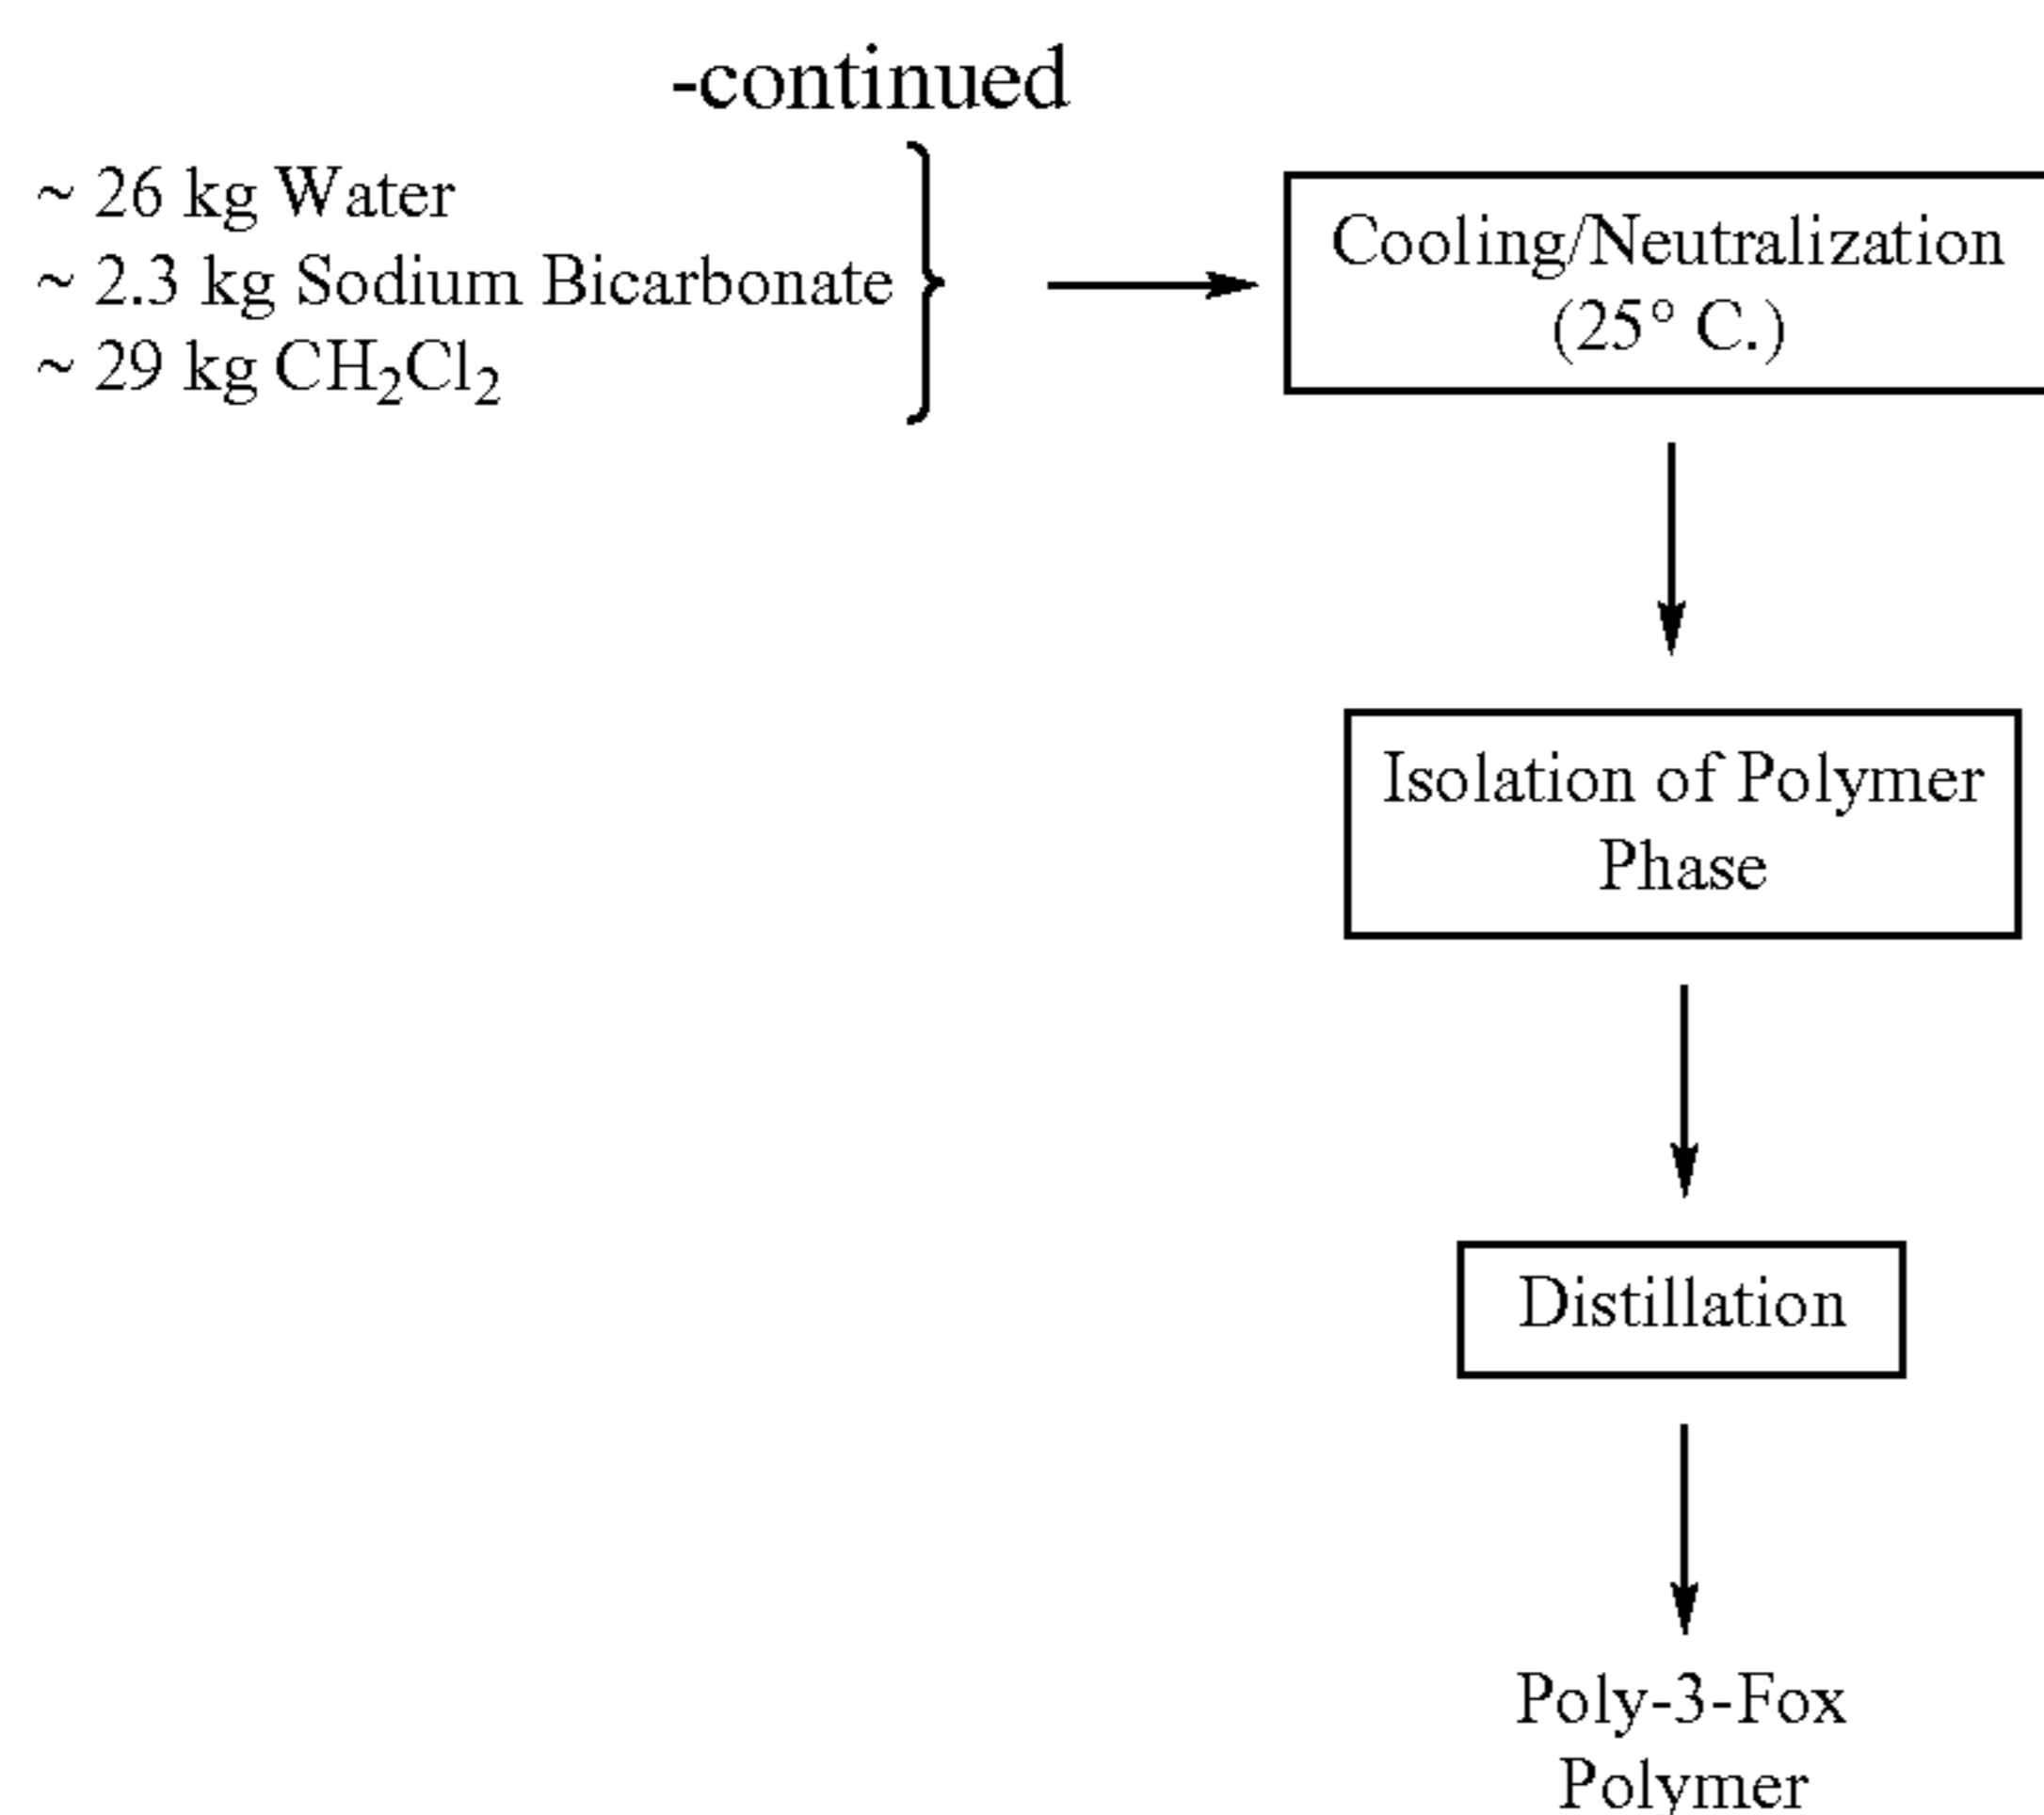 -continued
~ 26 kg Water
~ 2.3 kg Sodium Bicarbonate
~ 29 kg CH₂Cl₂
Cooling/Neutralization
(25° C.)
Isolation of Polymer
Phase
Distillation
Poly-3-Fox
Polymer